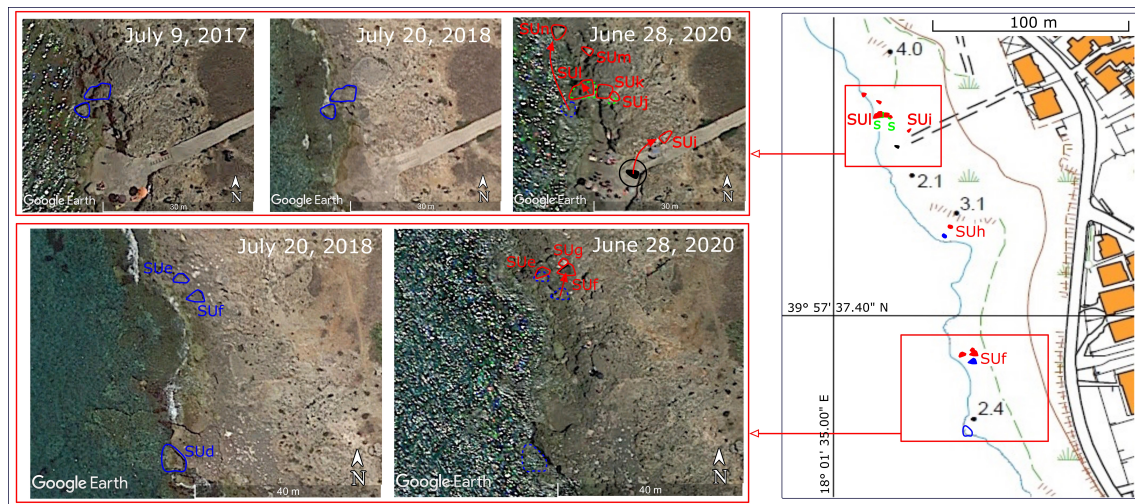 July 9, 2017
Google Earth
30 m
N
July 20, 2018
Google Earth
30 m
N
June 28, 2020
SUn
SUm
SUl
SUk
SUj
SUi
Google Earth
30 m
N
July 20, 2018
SUe
SUf
SUd
Google Earth
40 m
N
June 28, 2020
SUg
SUe
SUf
Google Earth
40 m
N
100 m
4.0
SUl
SUi
S S
2.1
3.1
SUh
39° 57' 37.40" N
SUf
2.4
18° 01' 35.00" E